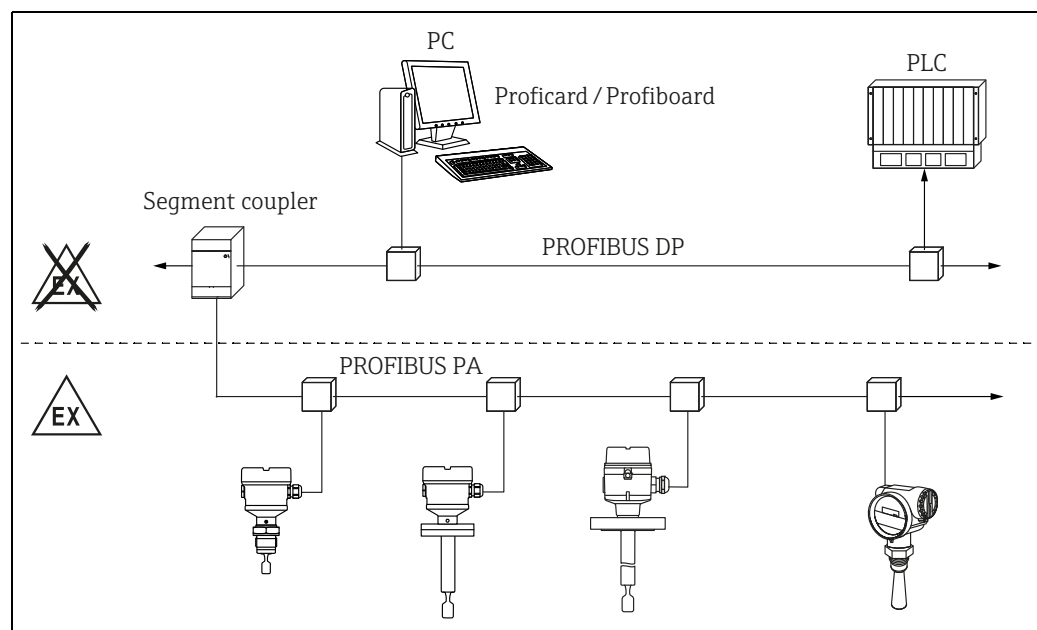 PC
PLC
Proficard / Profiboard
Segment coupler
PROFIBUS DP
EX
PROFIBUS PA
EX